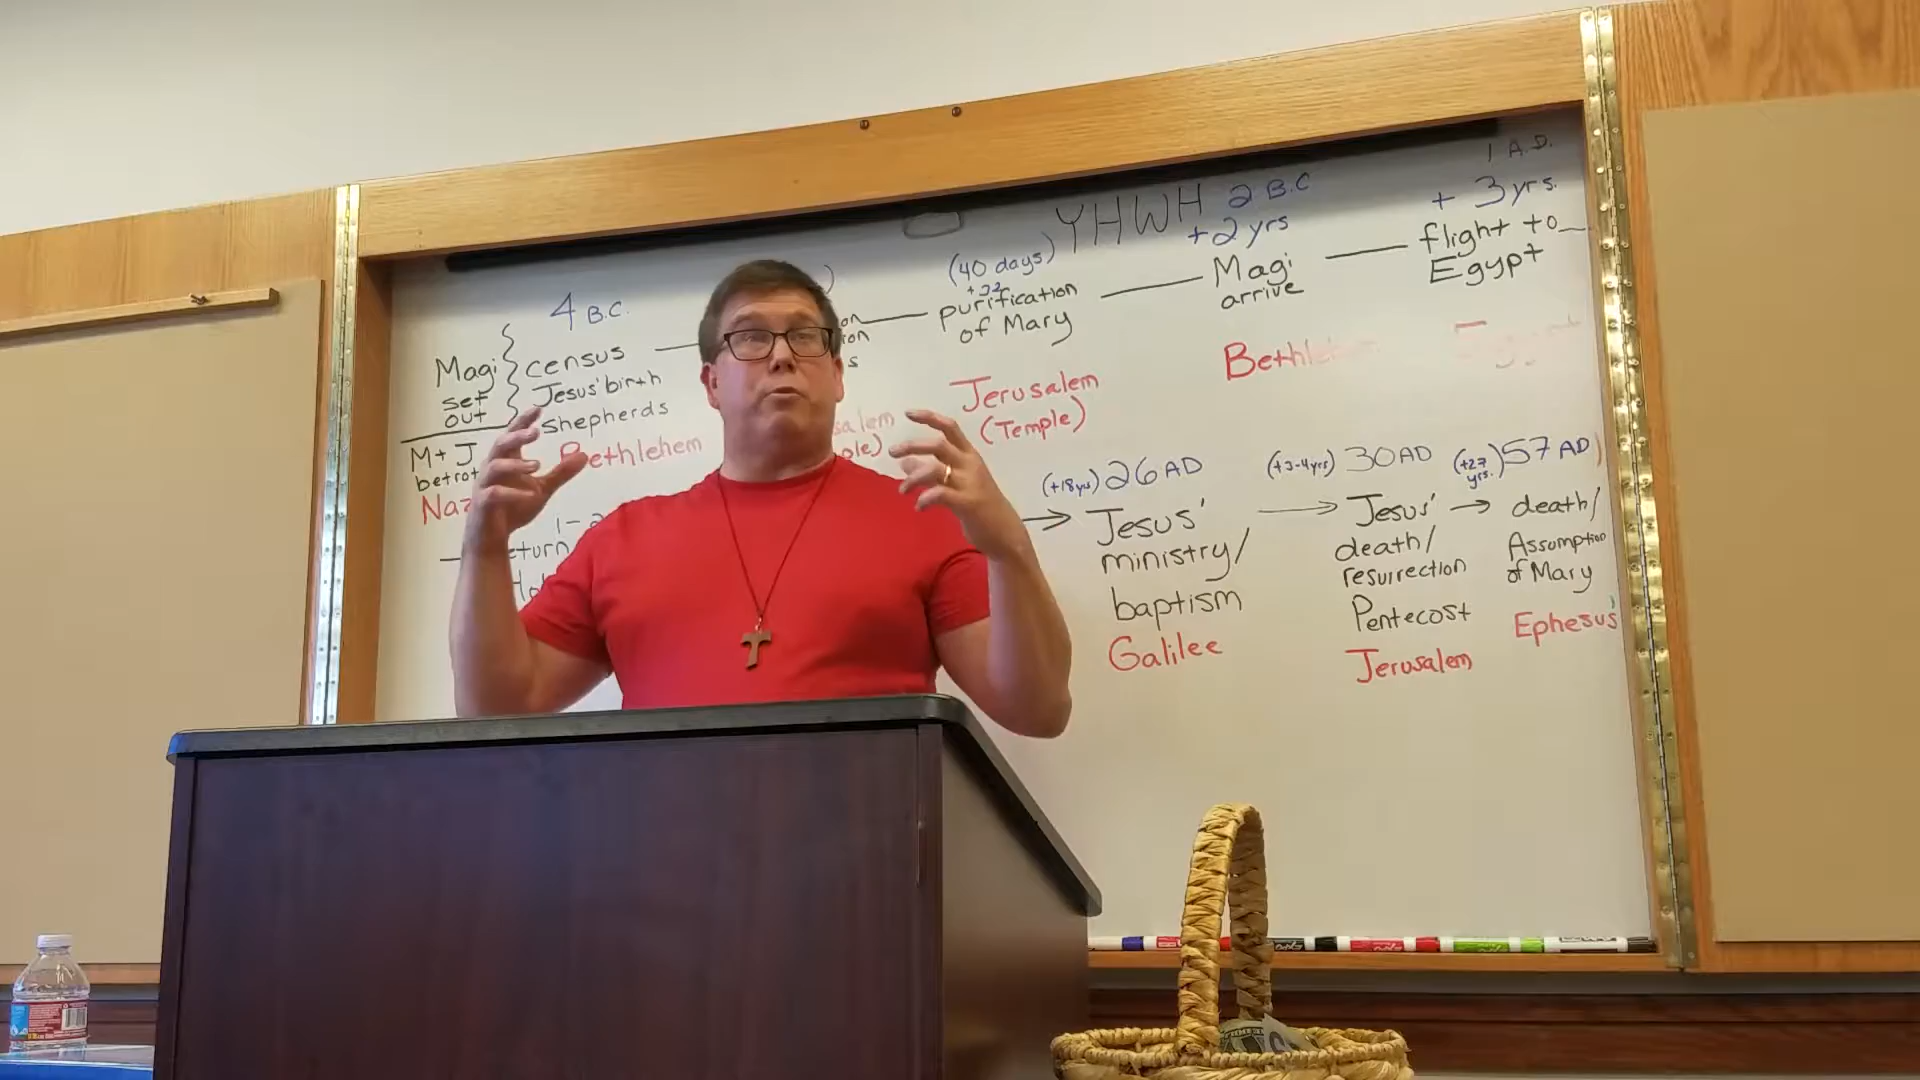 1 A.D.
YHWH 2 B.C
+ 3 yrs.
+2 yrs
flight to
Egypt
(40 days)
Magi
arrive
purification
of Mary
4 B.C.
Magi
set
out
census
Jesus' birth
shepherds
Bethlehem
Jerusalem
(Temple)
M + J
(+18 yrs) 26 AD
Jesus'
ministry/
baptism
Galilee
(+3-4 yrs) 30 AD
Jesus'
death/
resurrection
Pentecost
Jerusalem
(+27 yrs.) 57 AD
death/
Assumption
of Mary
Ephesus